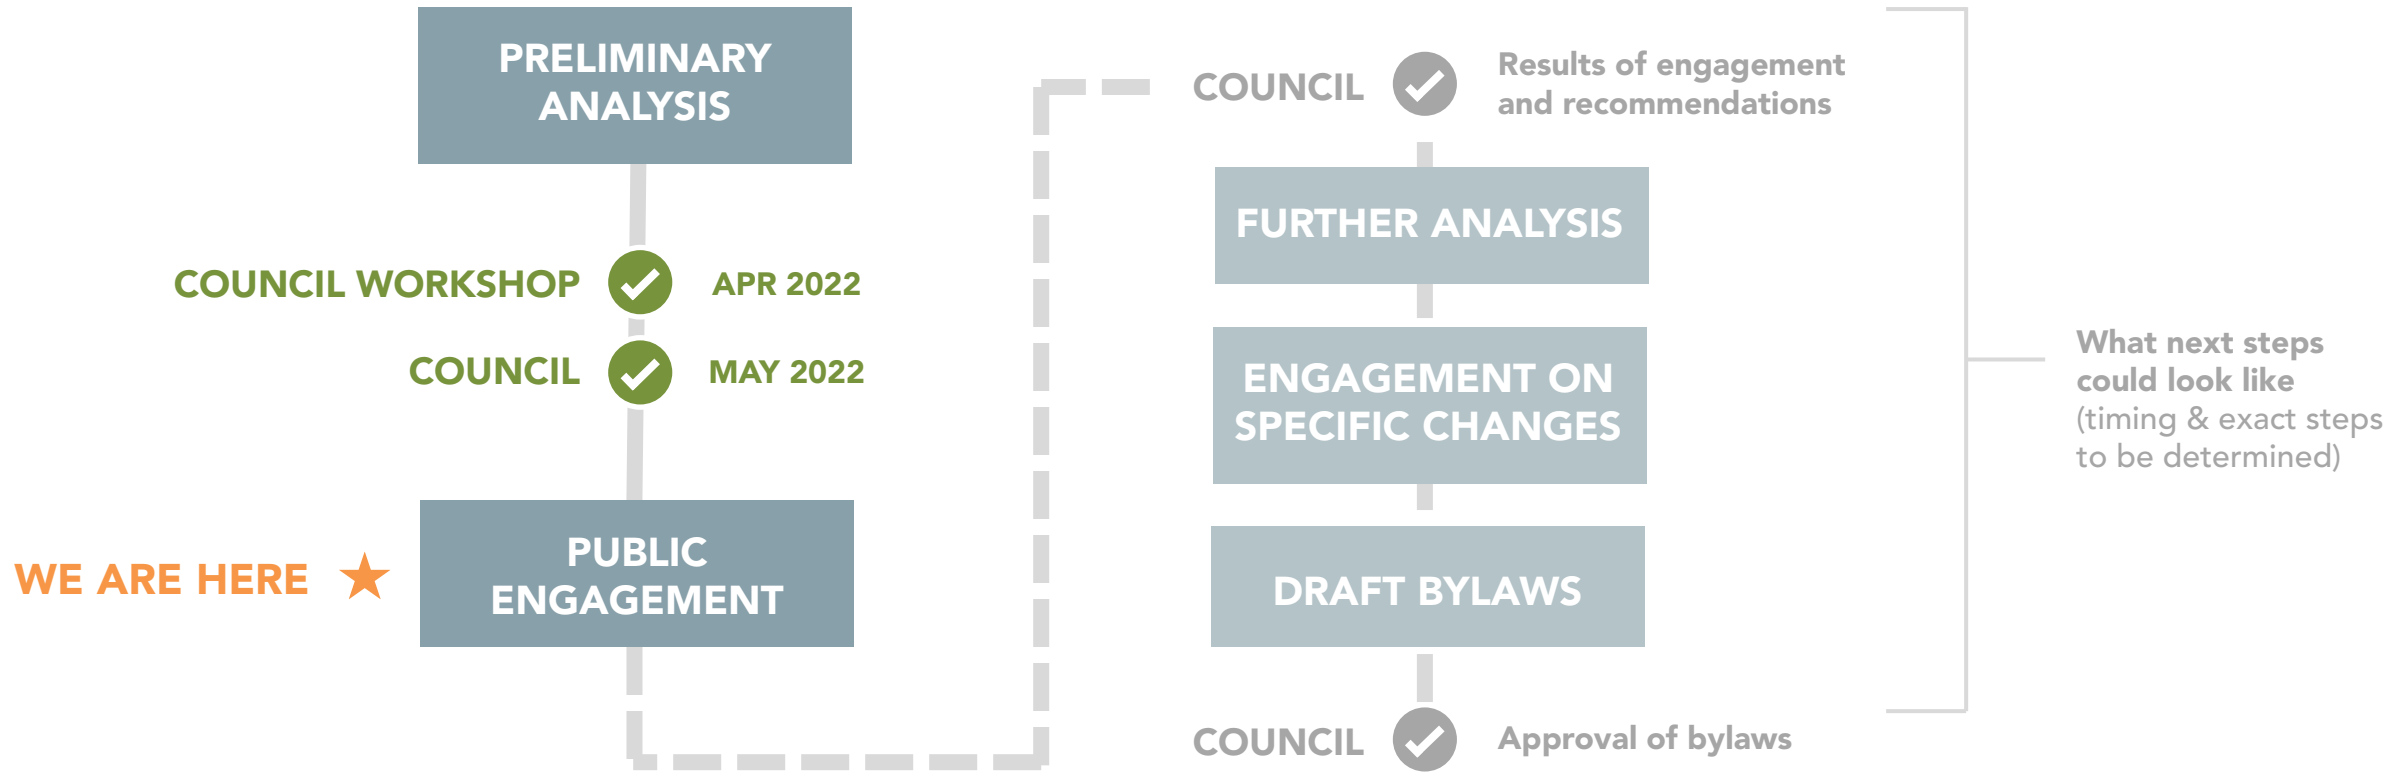 PRELIMINARY
ANALYSIS
COUNCIL WORKSHOP
APR 2022
COUNCIL
MAY 2022
WE ARE HERE
PUBLIC
ENGAGEMENT
COUNCIL
Results of engagement
and recommendations
FURTHER ANALYSIS
ENGAGEMENT ON
SPECIFIC CHANGES
DRAFT BYLAWS
COUNCIL
Approval of bylaws
What next steps
could look like
(timing & exact steps
to be determined)